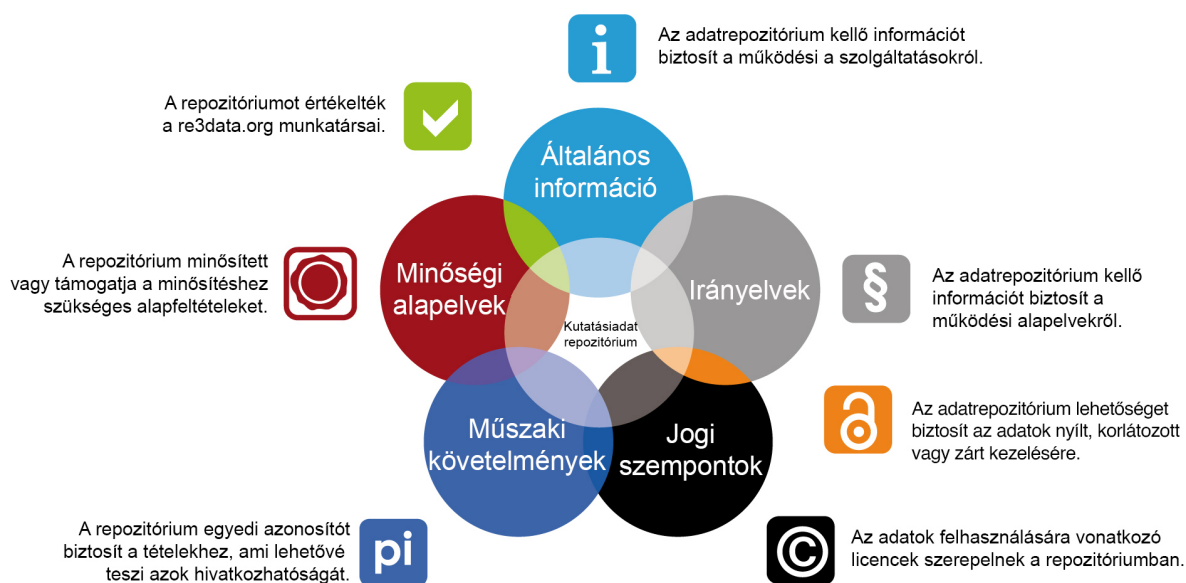 Az adatrepozitórium kellő információt
biztosít a működési a szolgáltatásokról.
i
A repozitóriumot értékelték
a re3data.org munkatársai.
Általános
információ
A repozitórium minősített
vagy támogatja a minősítéshez
szükséges alapfeltételeket.
Minőségi
alapelvek
Irányelvek
§
Az adatrepozitórium kellő
információt biztosít a
működési alapelvekről.
Kutatásiadat
repozitórium
Az adatrepozitórium lehetőséget
biztosít az adatok nyílt, korlátozott
vagy zárt kezelésére.
Műszaki
követelmények
Jogi
szempontok
A repozitórium egyedi azonosítót
biztosít a tételekhez, ami lehetővé
teszi azok hivatkozhatóságát.
pi
©
Az adatok felhasználására vonatkozó
licencek szerepelnek a repozitóriumban.